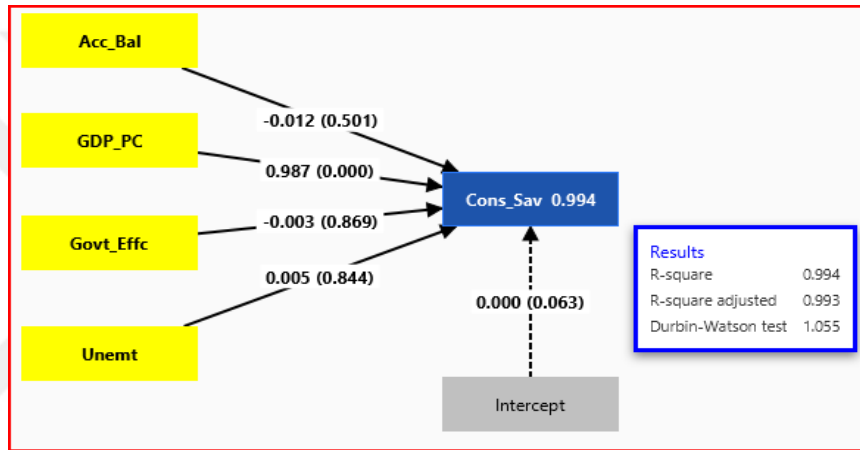 Acc_Bal
-0.012 (0.501)
GDP_PC
0.987 (0.000)
Cons_Sav 0.994
Govt_Effc
-0.003 (0.869)
0.005 (0.844)
Unemt
0.000 (0.063)
Intercept
Results
R-square 0.994
R-square adjusted 0.993
Durbin-Watson test 1.055